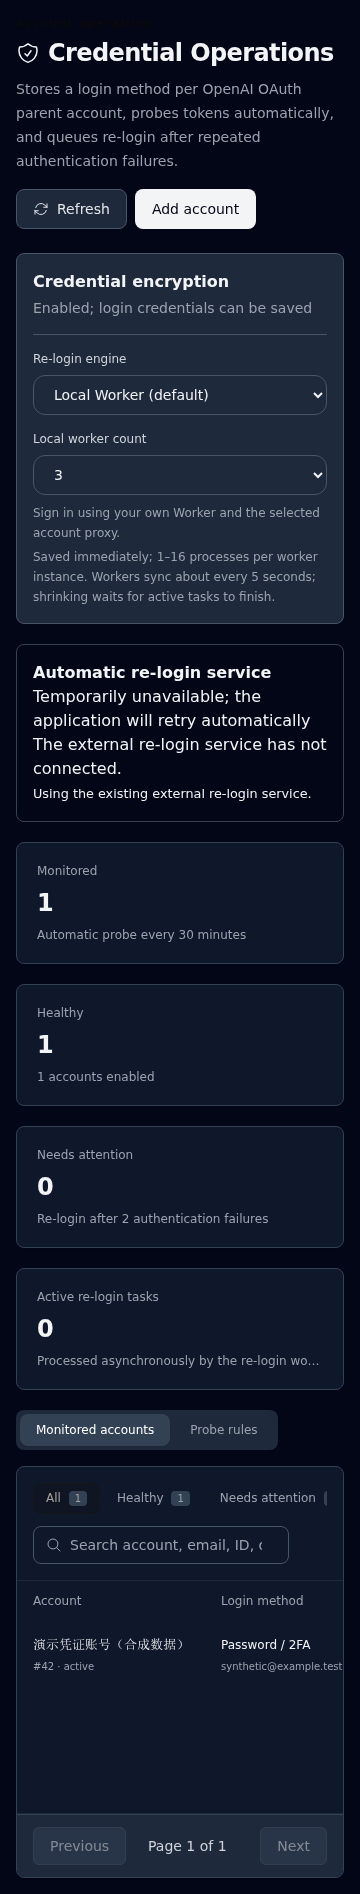 Credential Operations
Stores a login method per OpenAI OAuth
parent account, probes tokens automatically,
and queues re-login after repeated
authentication failures.
Refresh
Add account
Credential encryption
Enabled; login credentials can be saved
Re-login engine
Local Worker (default)
Local worker count
3
Sign in using your own Worker and the selected
account proxy.
Saved immediately; 1–16 processes per worker
instance. Workers sync about every 5 seconds;
shrinking waits for active tasks to finish.
Automatic re-login service
Temporarily unavailable; the
application will retry automatically
The external re-login service has not
connected.
Using the existing external re-login service.
Monitored
1
Automatic probe every 30 minutes
Healthy
1
1 accounts enabled
Needs attention
0
Re-login after 2 authentication failures
Active re-login tasks
0
Processed asynchronously by the re-login wo…
Monitored accounts
Probe rules
All 1
Healthy 1
Needs attention
Search account, email, ID,
Account
Login method
演示凭证账号（合成数据）
Password / 2FA
#42 · active
synthetic@example.test
Previous
Page 1 of 1
Next